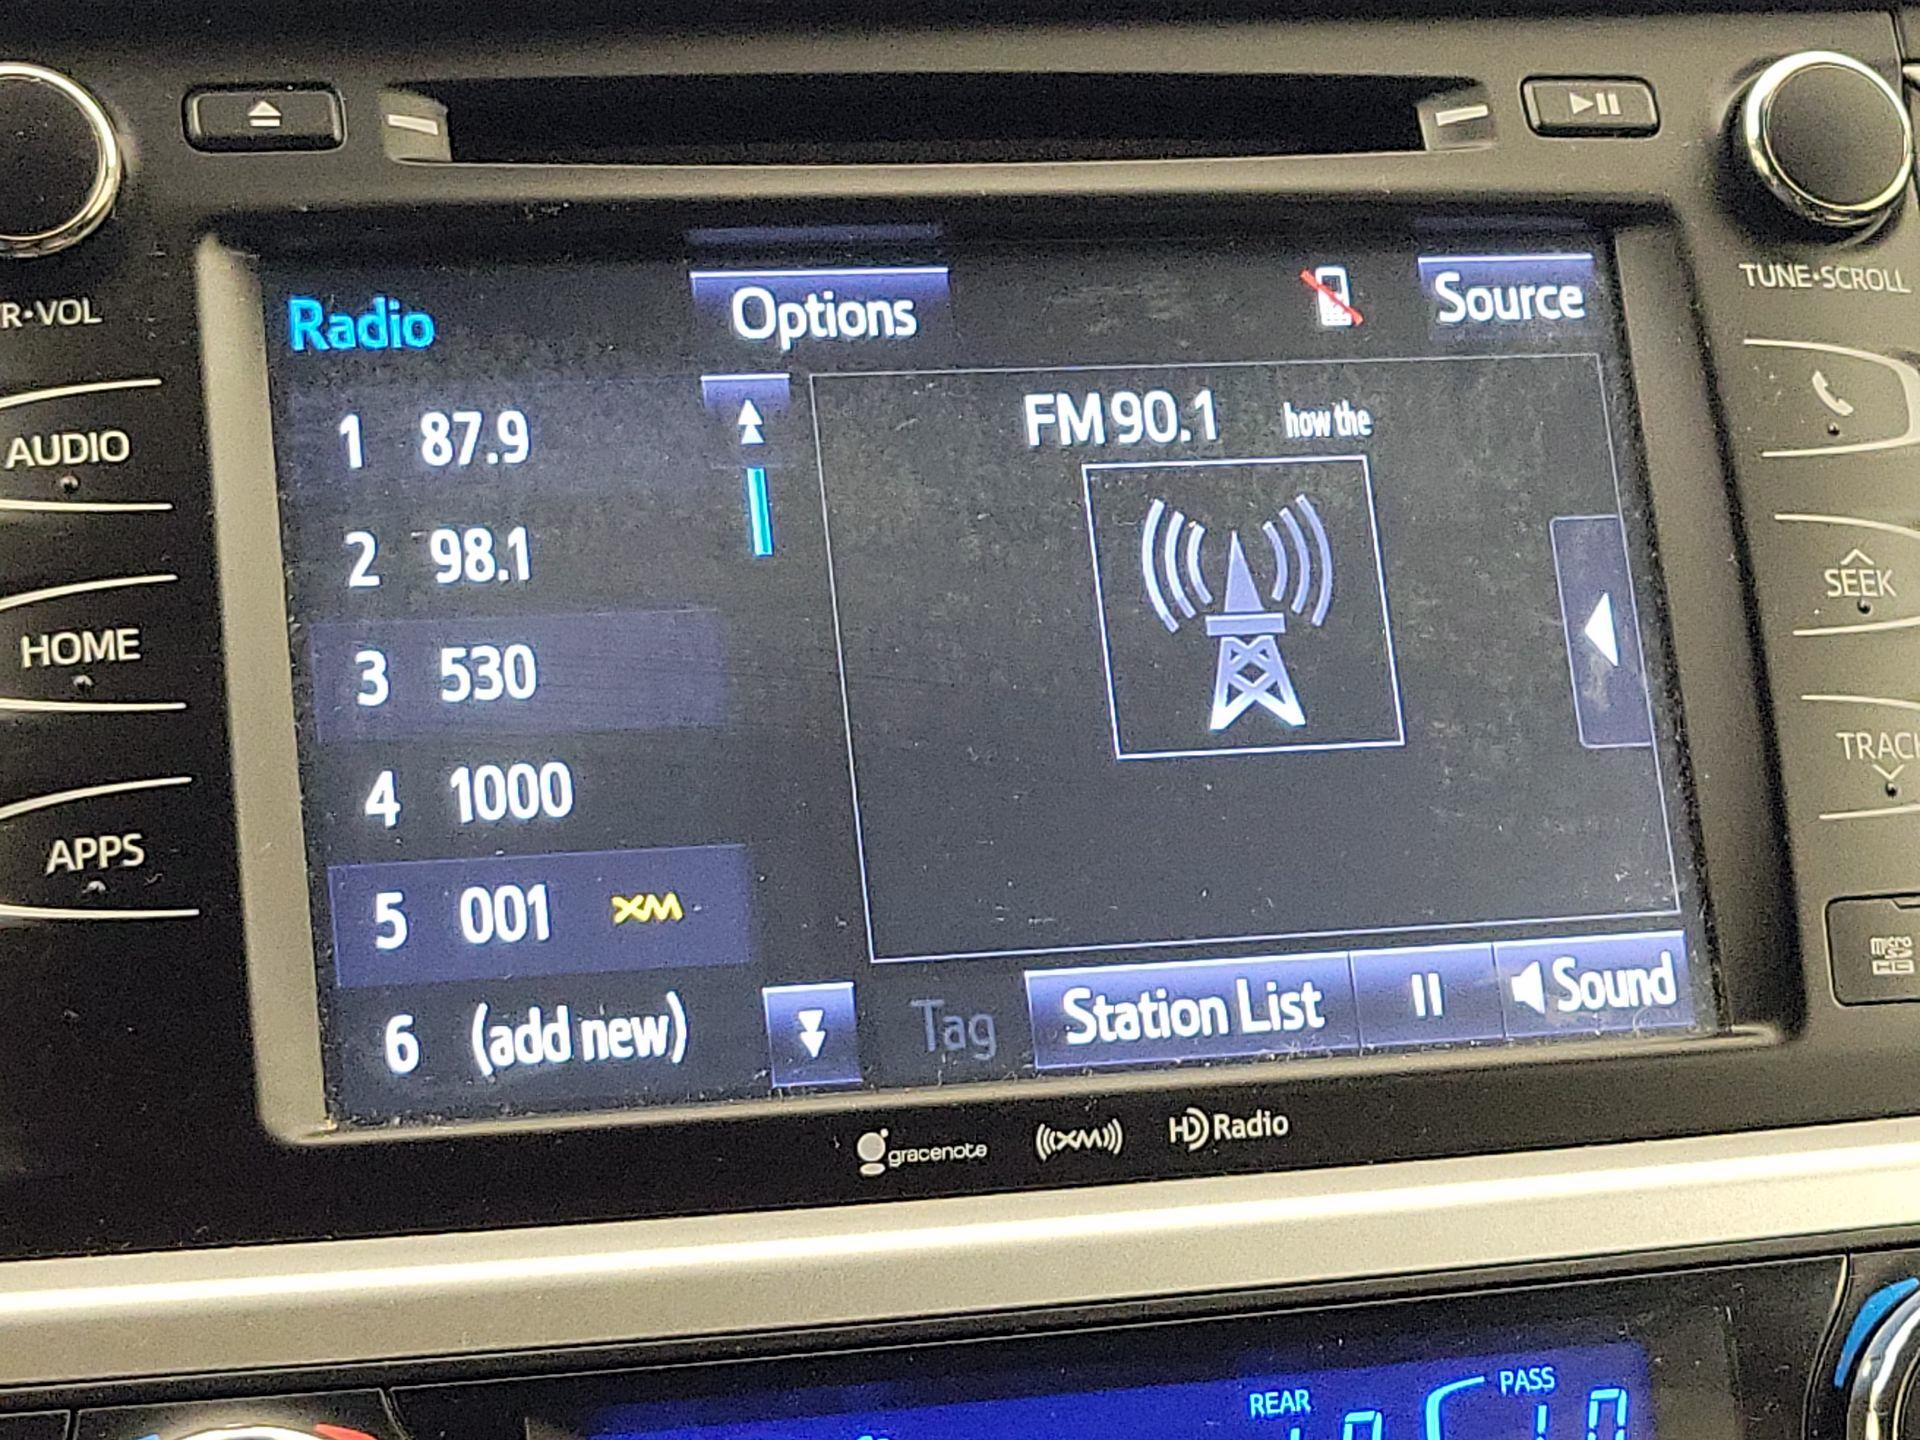 R·VOL
AUDIO
HOME
APPS
Radio
Options
Source
1 87.9
2 98.1
3 530
4 1000
5 001 XM
6 (add new)
FM 90.1 how the
Tag
Station List
Sound
TUNE·SCROLL
SEEK
TRAC
micro
HC
gracenote
((XM))
HD Radio
REAR
PASS